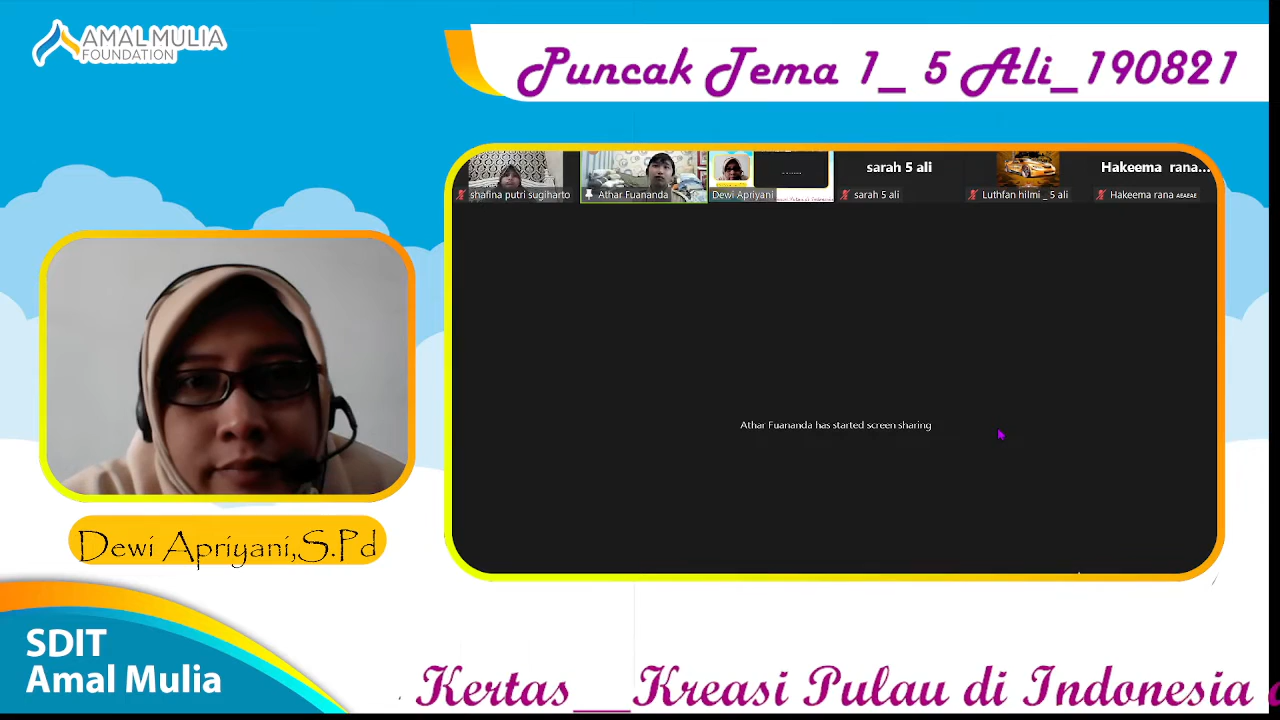 AMAL MULIA
FOUNDATION
Puncak Tema 1_ 5 Ali_190821
sarah 5 ali
Hakeema rana...
shafina putri sugiharto
Athar Fuananda
Dewi Apriyani
sarah 5 ali
Luthfan hilmi _ 5 ali
Hakeema rana
Athar Fuananda has started screen sharing
Dewi Apriyani,S.Pd
SDIT
Amal Mulia
Kertas__Kreasi Pulau di Indonesia